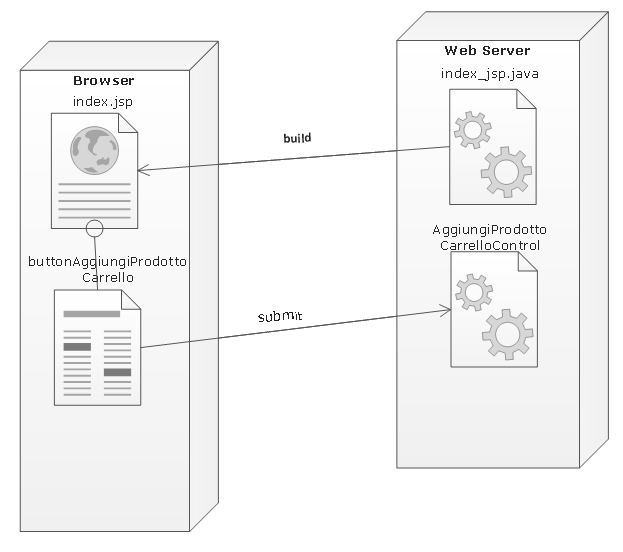 Browser
index.jsp
buttonAggiungiProdotto
Carrello
build
submit
Web Server
index_jsp.java
AggiungiProdotto
CarrelloControl